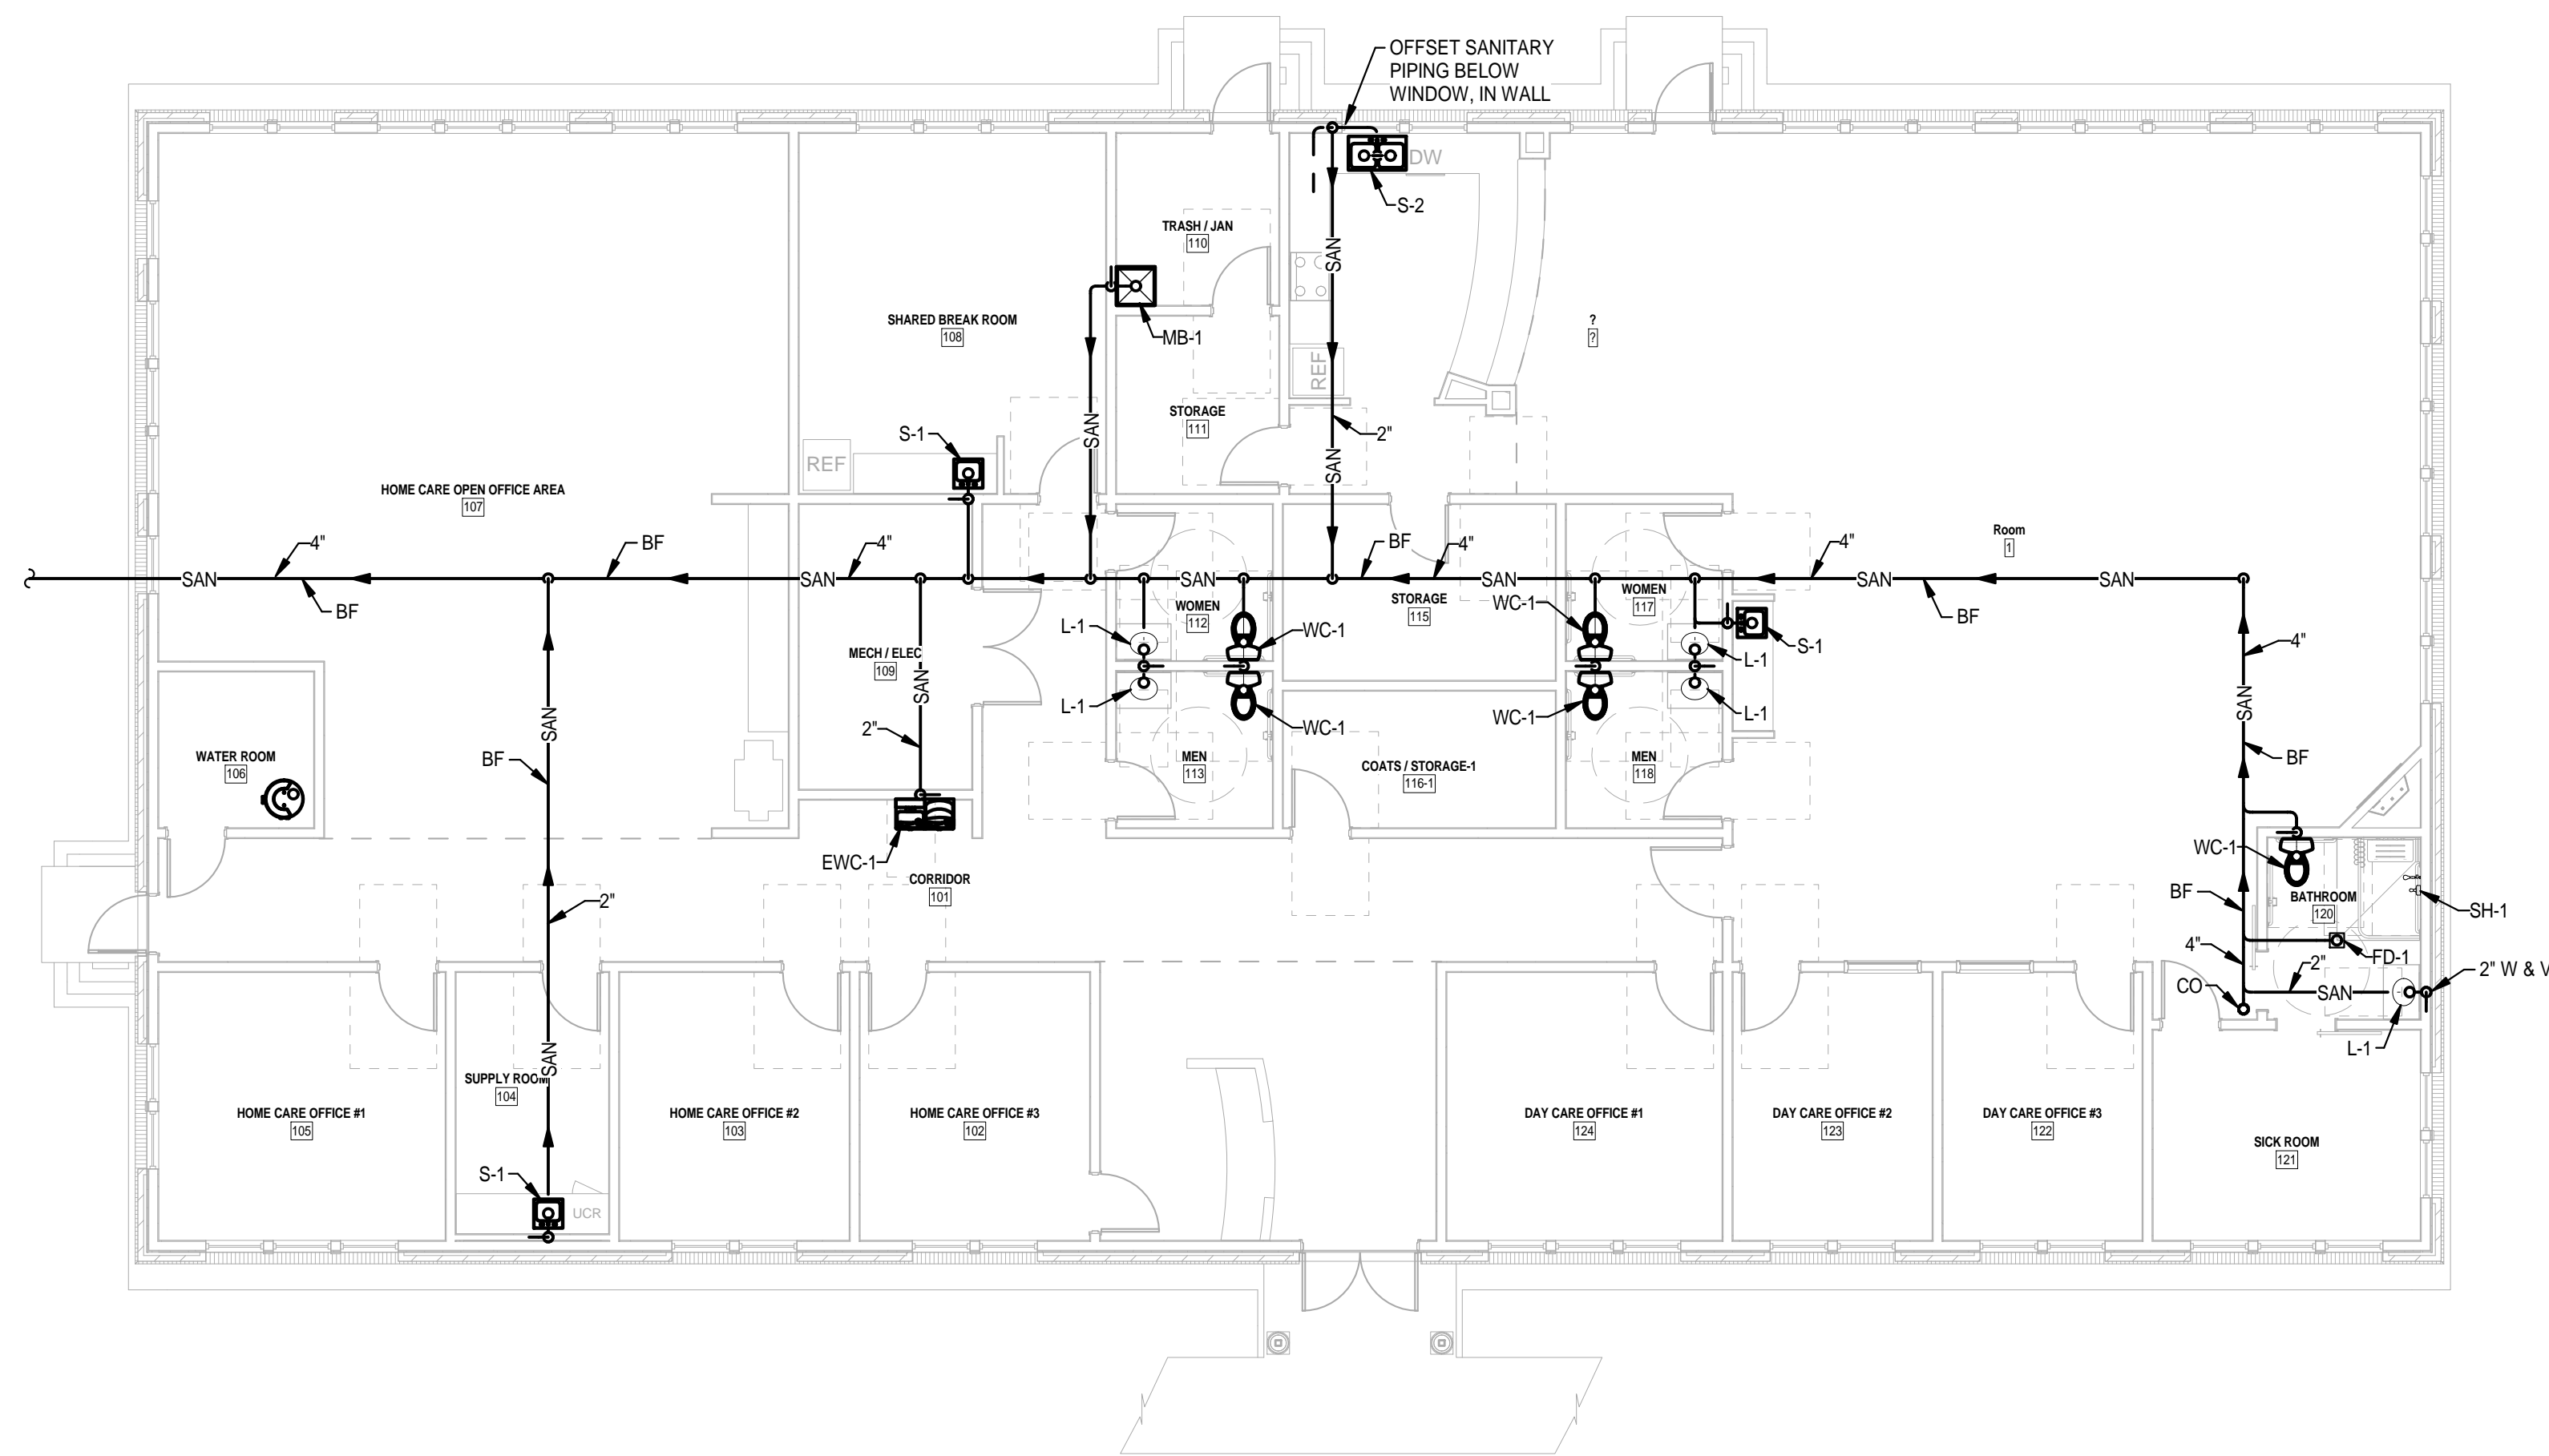 OFFSET SANITARY
PIPING BELOW
WINDOW, IN WALL
DW
S-2
TRASH / JAN
110
SAN
MB-1
SHARED BREAK ROOM
108
?
?
REF
STORAGE
111
2"
SAN
S-1
REF
SAN
HOME CARE OPEN OFFICE AREA
107
SAN
4"
BF
4"
BF
4"
4"
Room
1
SAN
SAN
SAN
SAN
SAN
SAN
BF
BF
STORAGE
115
WOMEN
112
WOMEN
117
WC-1
WC-1
L-1
L-1
S-1
4"
MECH / ELEC
109
SAN
L-1
WC-1
WC-1
L-1
SAN
SAN
2"
BF
WATER ROOM
106
MEN
113
COATS / STORAGE-1
116-1
MEN
118
BF
EWC-1
CORRIDOR
101
WC-1
BF
BATHROOM
120
SH-1
2"
4"
FD-1
2"
2" W & V
CO
SAN
L-1
SAN
SUPPLY ROOM
104
HOME CARE OFFICE #1
105
HOME CARE OFFICE #2
103
HOME CARE OFFICE #3
102
DAY CARE OFFICE #1
124
DAY CARE OFFICE #2
123
DAY CARE OFFICE #3
122
SICK ROOM
121
S-1
UCR